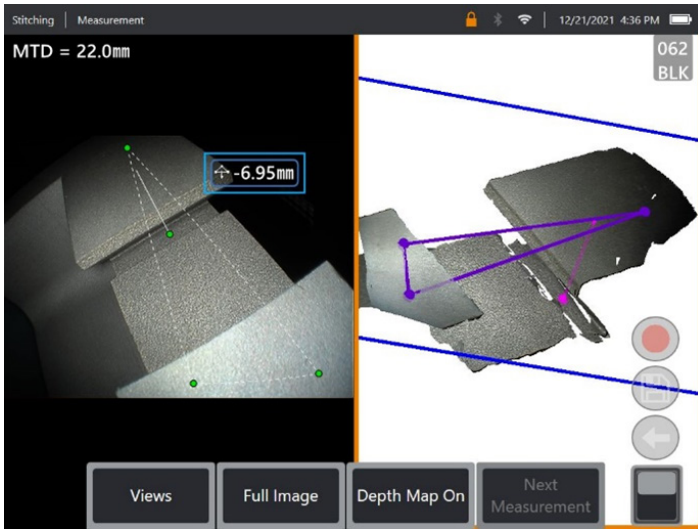 Stitching Measurement 12/21/2021 4:36 PM
MTD = 22.0mm
062
BLK
-6.95mm
Views
Full Image
Depth Map On
Next
Measurement